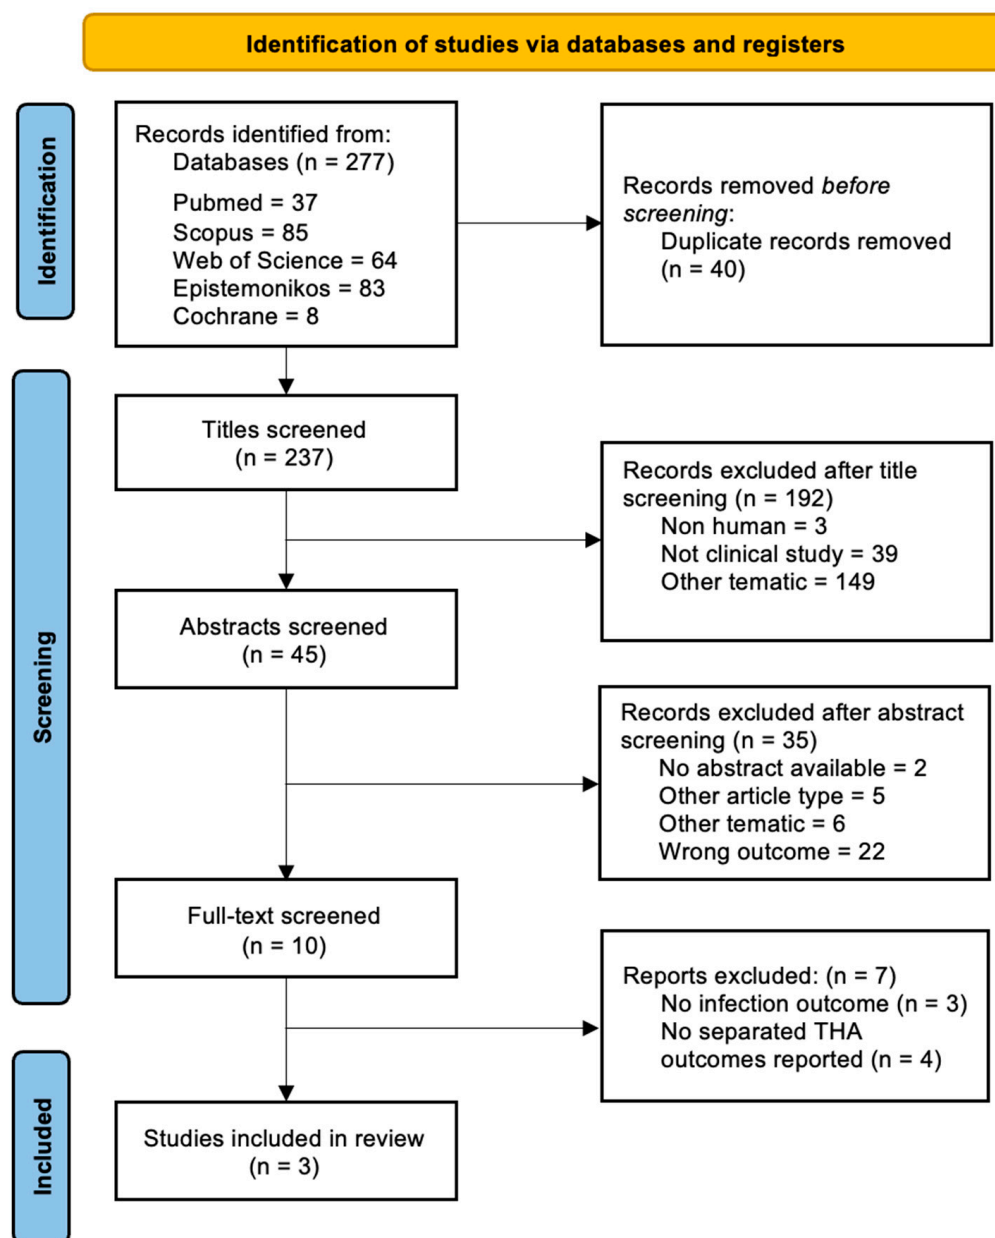 Identification of studies via databases and registers
Identification
Records identified from:
Databases (n = 277)
Pubmed = 37
Scopus = 85
Web of Science = 64
Epistemonikos = 83
Cochrane = 8
Records removed before
screening:
Duplicate records removed
(n = 40)
Screening
Titles screened
(n = 237)
Records excluded after title
screening (n = 192)
Non human = 3
Not clinical study = 39
Other tematic = 149
Abstracts screened
(n = 45)
Records excluded after abstract
screening (n = 35)
No abstract available = 2
Other article type = 5
Other tematic = 6
Wrong outcome = 22
Full-text screened
(n = 10)
Reports excluded: (n = 7)
No infection outcome (n = 3)
No separated THA
outcomes reported (n = 4)
Included
Studies included in review
(n = 3)